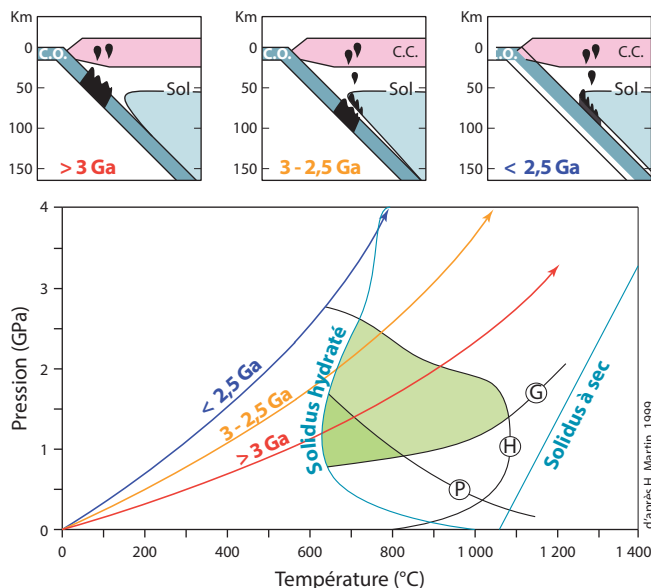 Km
0
50
100
150
C.O.
C.C.
Sol
> 3 Ga
Km
0
50
100
150
C.O.
C.C.
Sol
3 - 2,5 Ga
Km
0
50
100
150
C.O.
C.C.
Sol
< 2,5 Ga
Pression (GPa)
4
3
2
1
0
< 2,5 Ga
3 - 2,5 Ga
> 3 Ga
Solidus hydraté
Solidus à sec
G
H
P
0
200
400
600
800
1 000
1 200
1 400
Température (°C)
d'après H. Martin, 1999